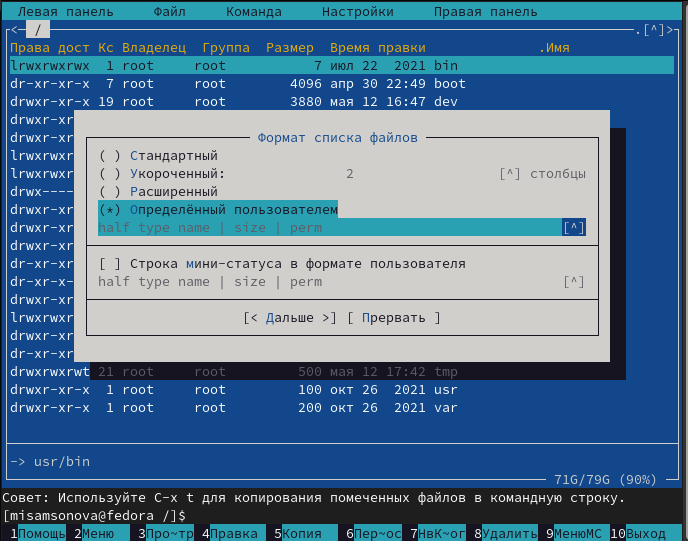 Левая панель Файл Команда Настройки Правая панель
<─ / .[^]>
Права дост Кс Владелец Группа Размер Время правки .Имя
lrwxrwxrwx 1 root root 7 июл 22 2021 bin
dr-xr-xr-x 7 root root 4096 апр 30 22:49 boot
drwxr-xr-x 19 root root 3880 мая 12 16:47 dev
drwxr-xr
Формат списка файлов
drwxr-xr
lrwxrwxr ( ) Стандартный
lrwxrwxr ( ) Укороченный: 2 [^] столбцы
drwx---- ( ) Расширенный
drwxr-xr (*) Определённый пользователем
drwxr-xr half type name | size | perm [^]
drwxr-xr
dr-xr-xr [ ] Строка мини-статуса в формате пользователя
dr-xr-x- half type name | size | perm [^]
drwxr-xr
lrwxrwxr [< Дальше >] [ Прервать ]
drwxr-xr
dr-xr-xr
drwxrwxrwt 21 root root 500 мая 12 17:42 tmp
drwxr-xr-x 1 root root 100 окт 26 2021 usr
drwxr-xr-x 1 root root 200 окт 26 2021 var
-> usr/bin
71G/79G (90%)
Совет: Используйте C-x t для копирования помеченных файлов в командную строку.
[misamsonova@fedora /]$
1Помощь 2Меню 3Про~тр 4Правка 5Копия 6Пер~ос 7НвК~ог 8Удалить 9МенюMC 10Выход